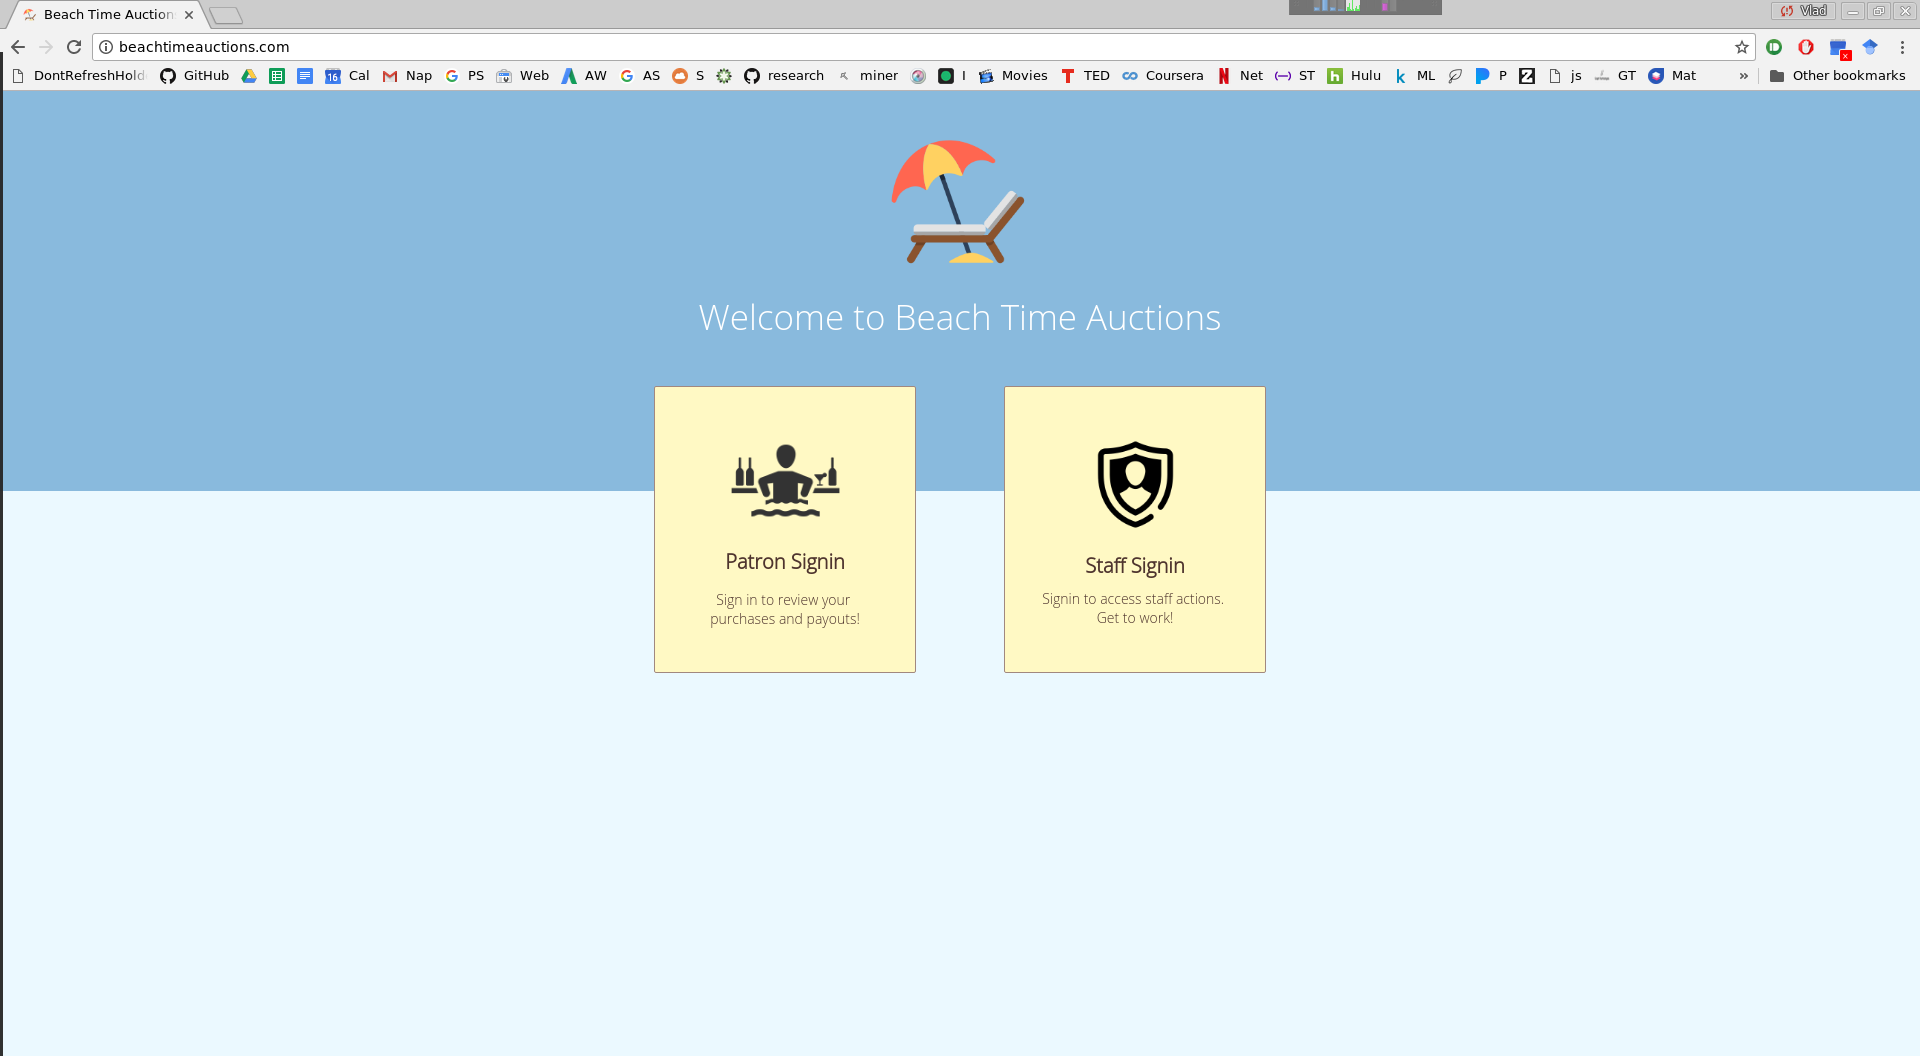 Beach Time Auction
Vlad
beachtimeauctions.com
DontRefreshHold GitHub 16 Cal Nap PS Web AW AS S research miner I Movies TED Coursera Net ST Hulu ML P js GT Mat » Other bookmarks
Welcome to Beach Time Auctions
Patron Signin
Sign in to review your
purchases and payouts!
Staff Signin
Signin to access staff actions.
Get to work!